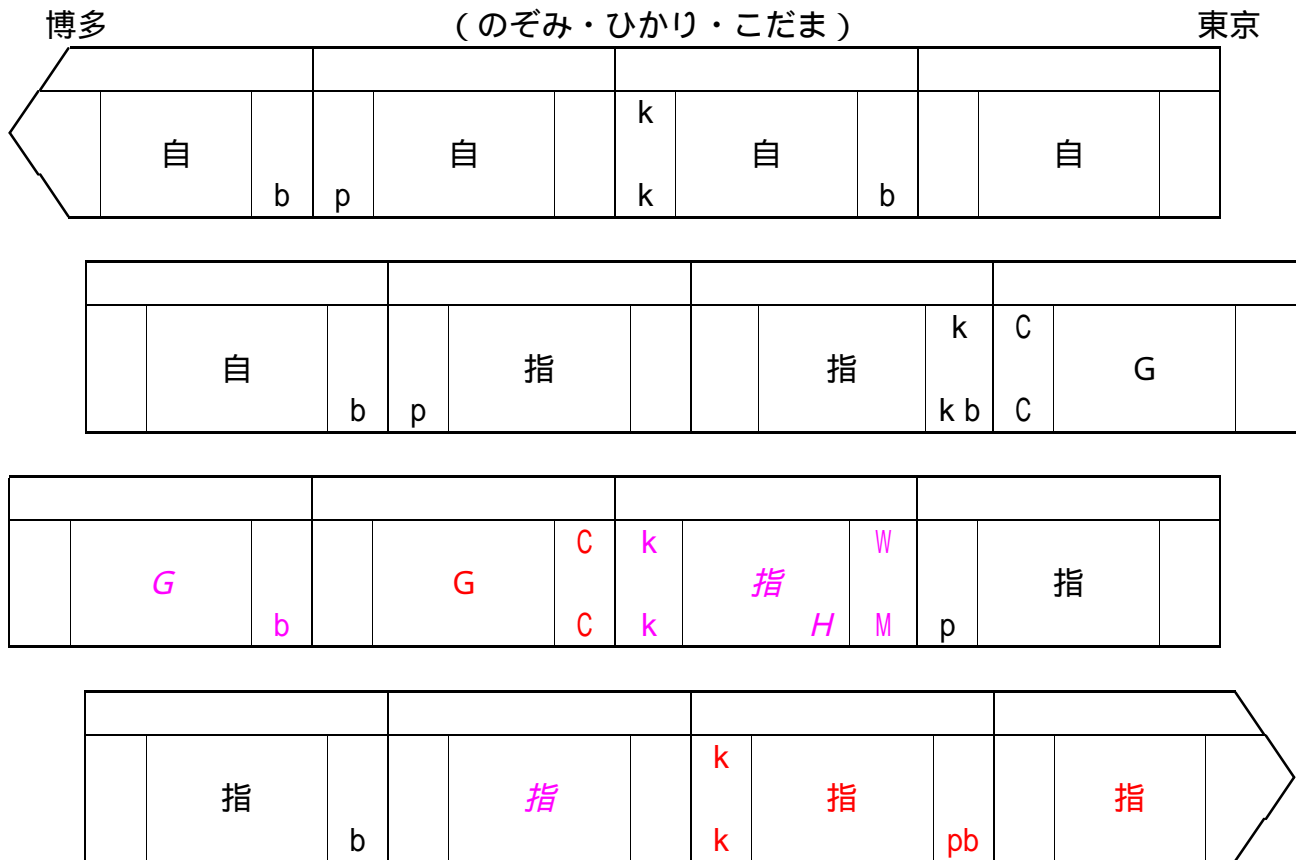 博多 (のぞみ・ひかり・こだま) 東京
k
自 自 自 自
b p k b
k C
自 指 指 G
b p k b C
C k W
G G 指 指
b C k H M p
k
指 指 指 指
b k pb